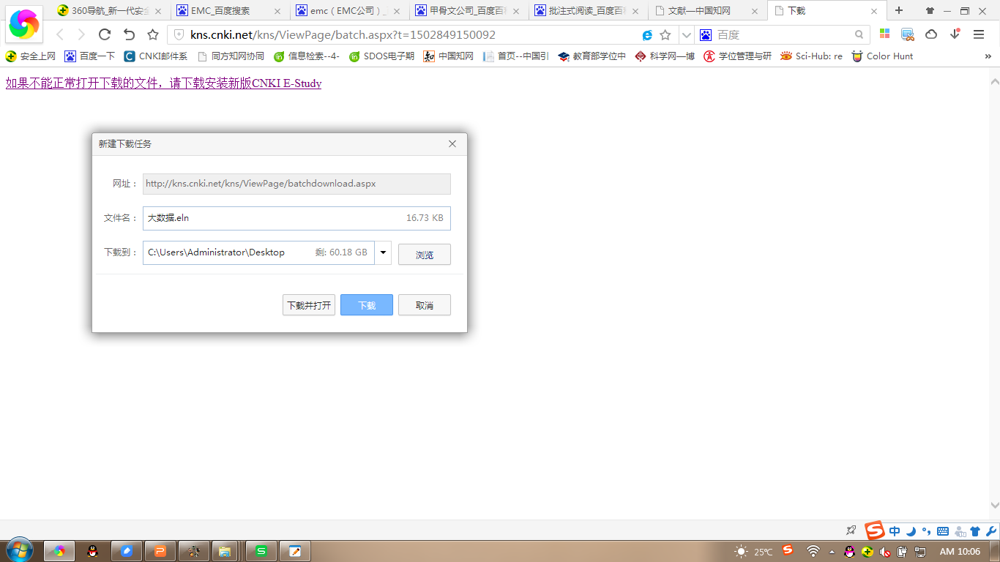 360导航_新一代安全
EMC_百度搜索
emc（EMC公司）_
甲骨文公司_百度百科
批注式阅读_百度百科
文献—中国知网
下载
kns.cnki.net/kns/ViewPage/batch.aspx?t=1502849150092
百度
安全上网
百度一下
CNKI邮件系
同方知网协同
信息检索--4-
SDOS电子期
中国知网
首页--中国引
教育部学位中
科学网—博
学位管理与研
Sci-Hub: re
Color Hunt
»
如果不能正常打开下载的文件，请下载安装新版CNKI E-Study
新建下载任务
网址：
http://kns.cnki.net/kns/ViewPage/batchdownload.aspx
文件名：
大数据.eln
16.73 KB
下载到：
C:\Users\Administrator\Desktop
剩: 60.18 GB
浏览
下载并打开
下载
取消
中
25℃
AM 10:06